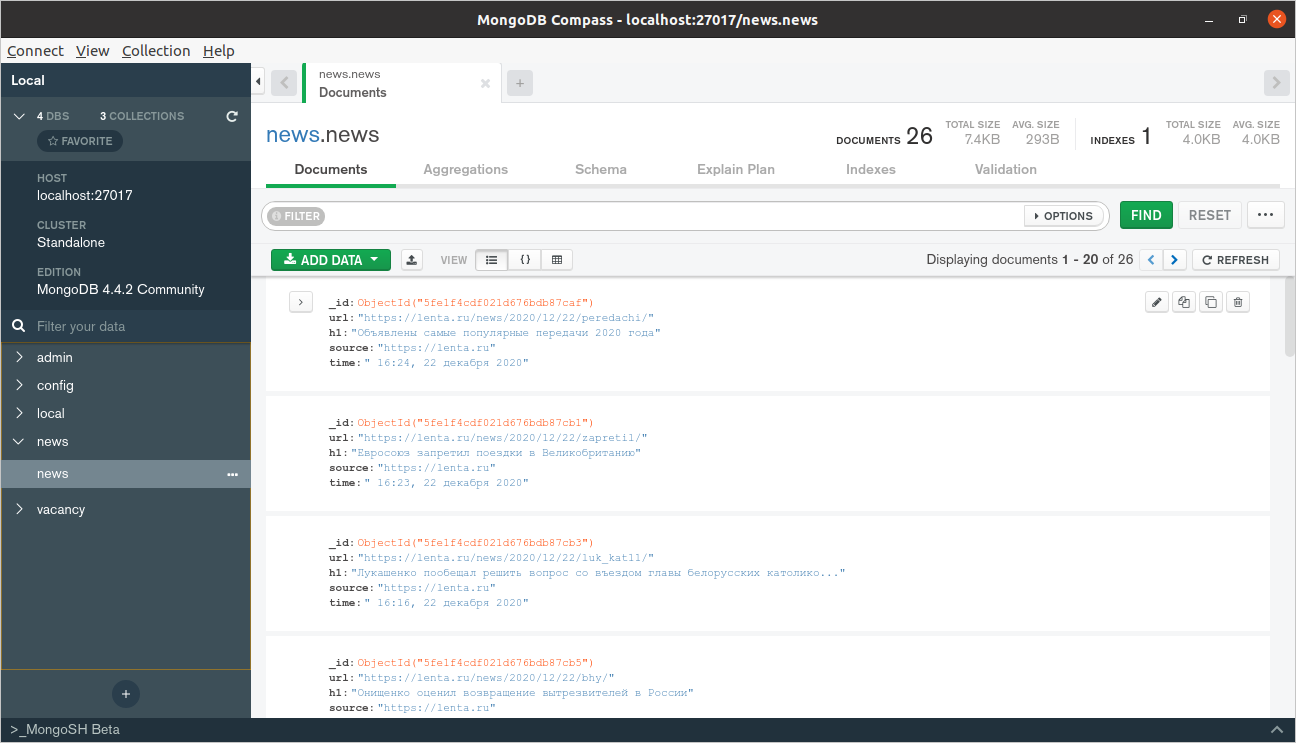 MongoDB Compass - localhost:27017/news.news
Connect View Collection Help
Local
4 DBS 3 COLLECTIONS
FAVORITE
HOST
localhost:27017
CLUSTER
Standalone
EDITION
MongoDB 4.4.2 Community
Filter your data
admin
config
local
news
news
vacancy
news.news
Documents
news.news
DOCUMENTS 26
TOTAL SIZE
7.4KB
AVG. SIZE
293B
INDEXES 1
TOTAL SIZE
4.0KB
AVG. SIZE
4.0KB
Documents Aggregations Schema Explain Plan Indexes Validation
FILTER OPTIONS FIND RESET
ADD DATA VIEW {} Displaying documents 1 - 20 of 26 REFRESH
_id: ObjectId("5fe1f4cdf021d676bdb87caf")
url: "https://lenta.ru/news/2020/12/22/peredachi/"
h1: "Объявлены самые популярные передачи 2020 года"
source: "https://lenta.ru"
time: " 16:24, 22 декабря 2020"
_id: ObjectId("5fe1f4cdf021d676bdb87cb1")
url: "https://lenta.ru/news/2020/12/22/zapretil/"
h1: "Евросоюз запретил поездки в Великобританию"
source: "https://lenta.ru"
time: " 16:23, 22 декабря 2020"
_id: ObjectId("5fe1f4cdf021d676bdb87cb3")
url: "https://lenta.ru/news/2020/12/22/luk_katll/"
h1: "Лукашенко пообещал решить вопрос со въездом главы белорусских католико..."
source: "https://lenta.ru"
time: " 16:16, 22 декабря 2020"
_id: ObjectId("5fe1f4cdf021d676bdb87cb5")
url: "https://lenta.ru/news/2020/12/22/bhy/"
h1: "Онищенко оценил возвращение вытрезвителей в России"
source: "https://lenta.ru"
>_MongoSH Beta